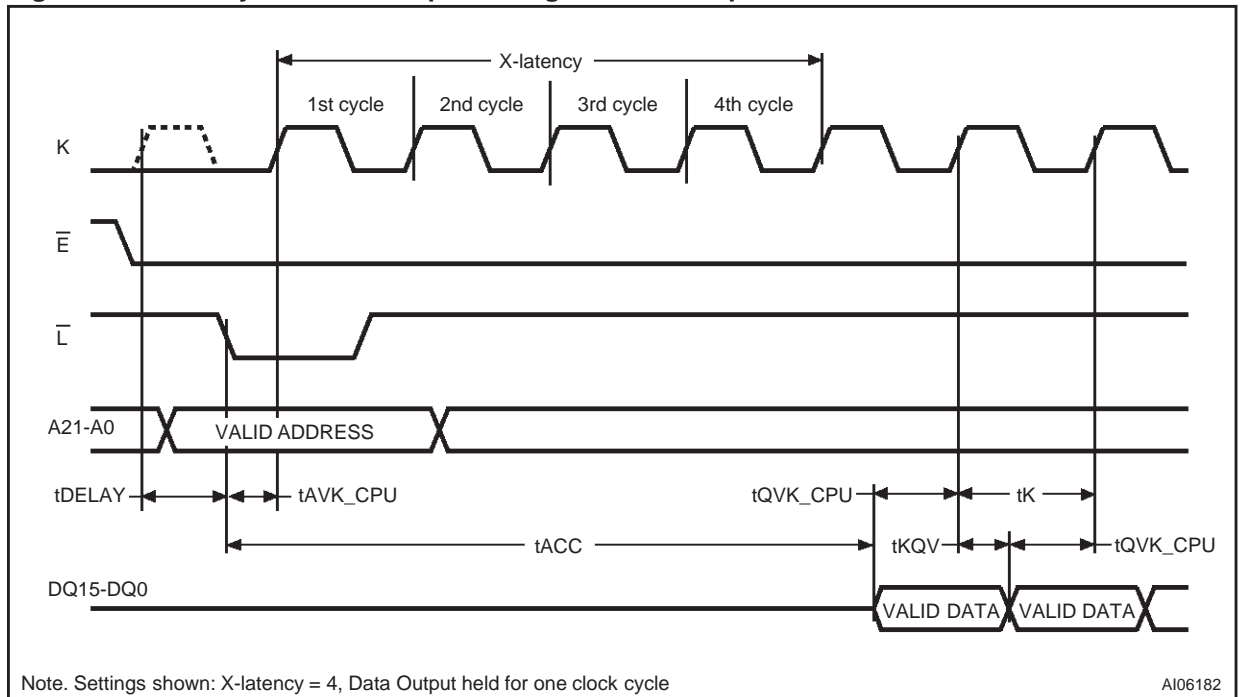 X-latency
1st cycle 2nd cycle 3rd cycle 4th cycle
K
E
L
A21-A0 VALID ADDRESS
tDELAY tAVK_CPU tQVK_CPU tK
tACC tKQV tQVK_CPU
DQ15-DQ0
VALID DATA VALID DATA
Note. Settings shown: X-latency = 4, Data Output held for one clock cycle AI06182